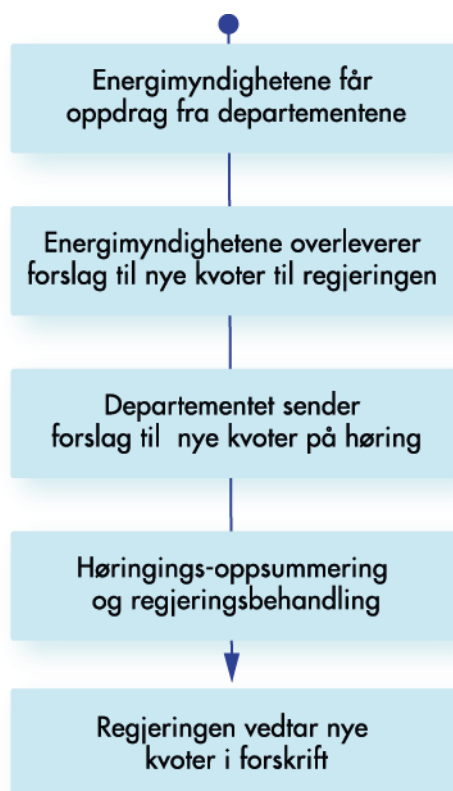 Energimyndighetene får
oppdrag fra departementene
Energimyndighetene overleverer
forslag til nye kvoter til regjeringen
Departementet sender
forslag til  nye kvoter på høring
Høringings-oppsummering
og regjeringsbehandling
Regjeringen vedtar nye
kvoter i forskrift